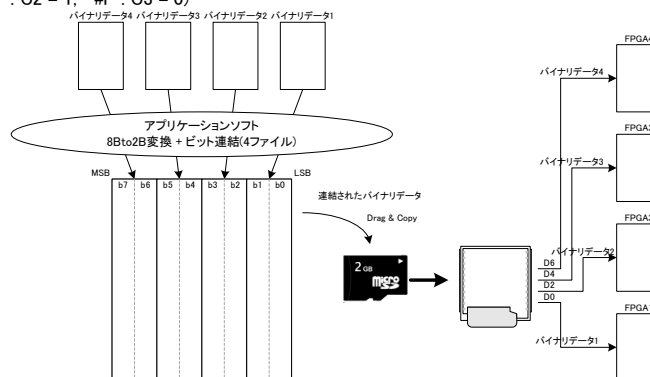 : C2 = 1, #P : C3 = 0)
バイナリデータ4 バイナリデータ3 バイナリデータ2 バイナリデータ1
アプリケーションソフト
8Bto2B変換 + ビット連結(4ファイル)
MSB
LSB
b7 b6 b5 b4 b3 b2 b1 b0
連結されたバイナリデータ
Drag & Copy
2 GB
micro SD
FPGA4
バイナリデータ4
FPGA3
バイナリデータ3
FPGA2
バイナリデータ2
D6
D4
D2
D0
FPGA1
バイナリデータ1